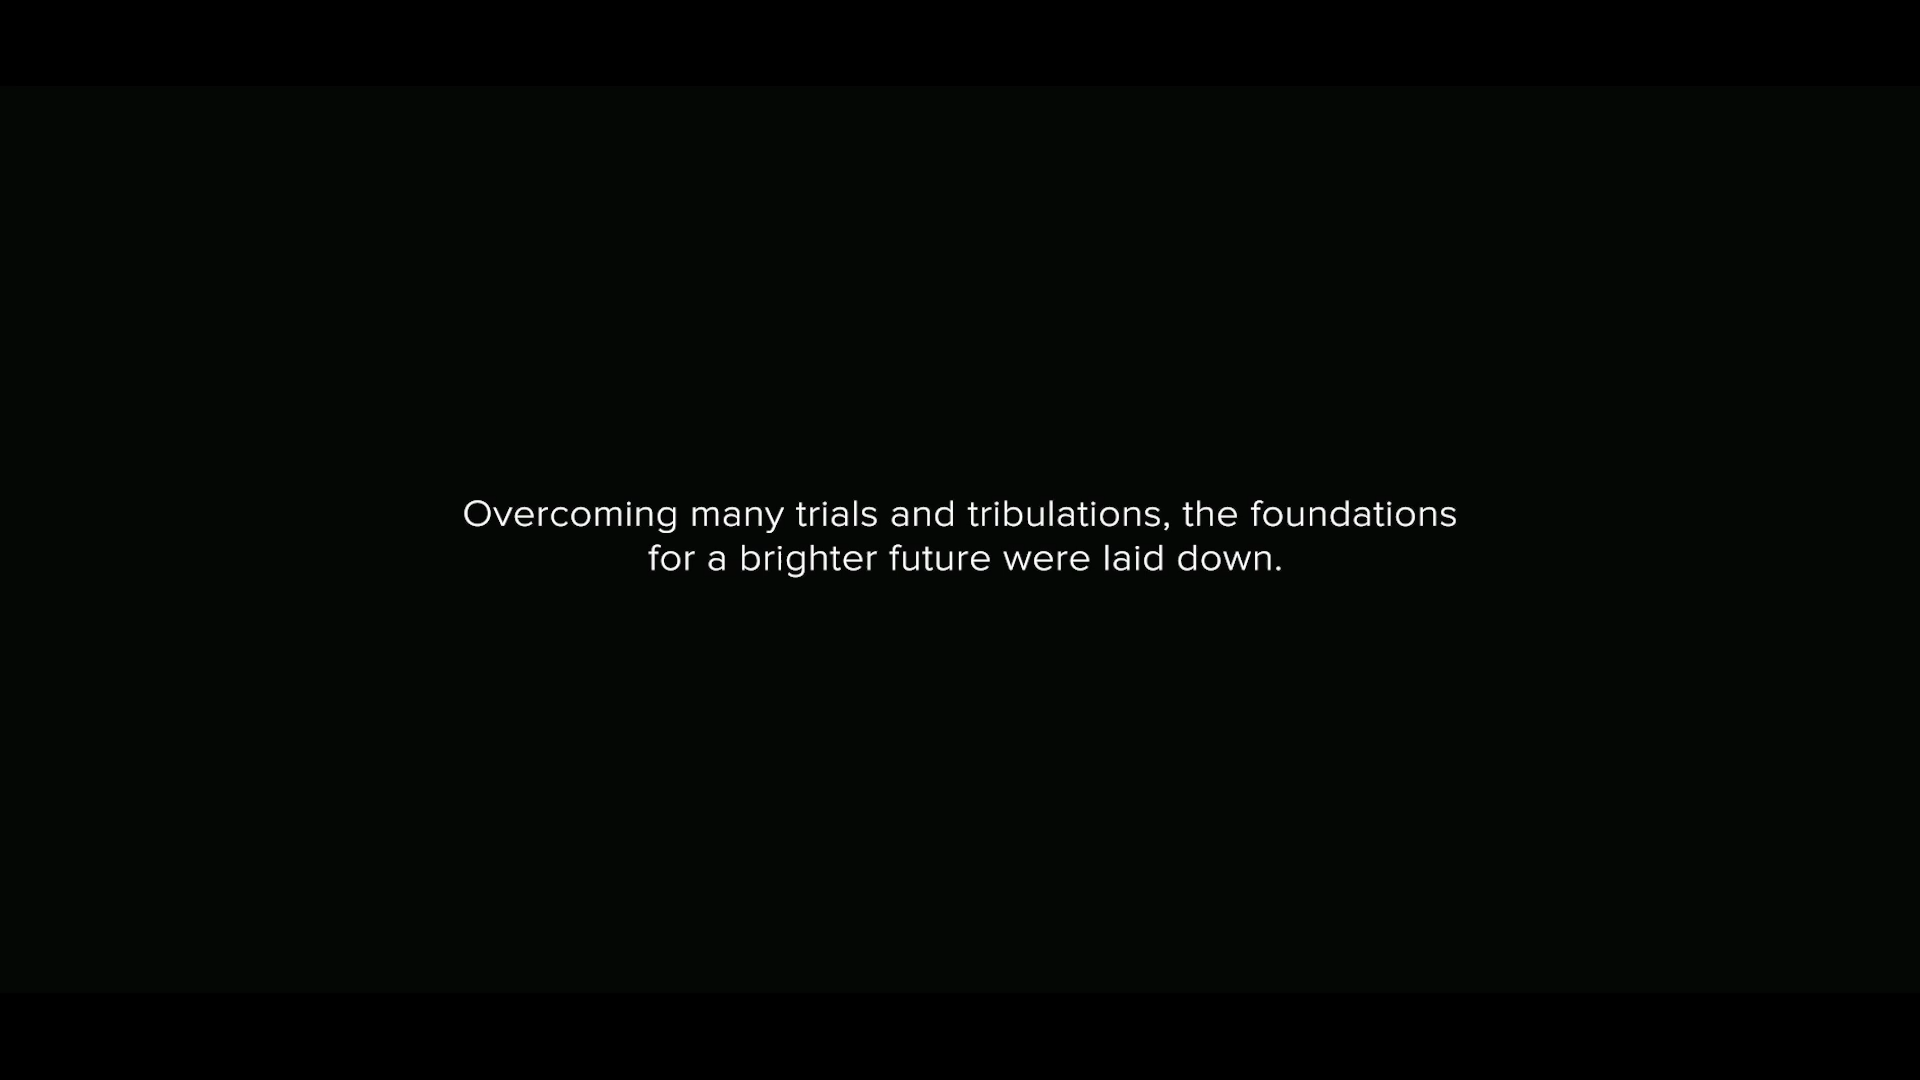 Overcoming many trials and tribulations, the foundations
for a brighter future were laid down.